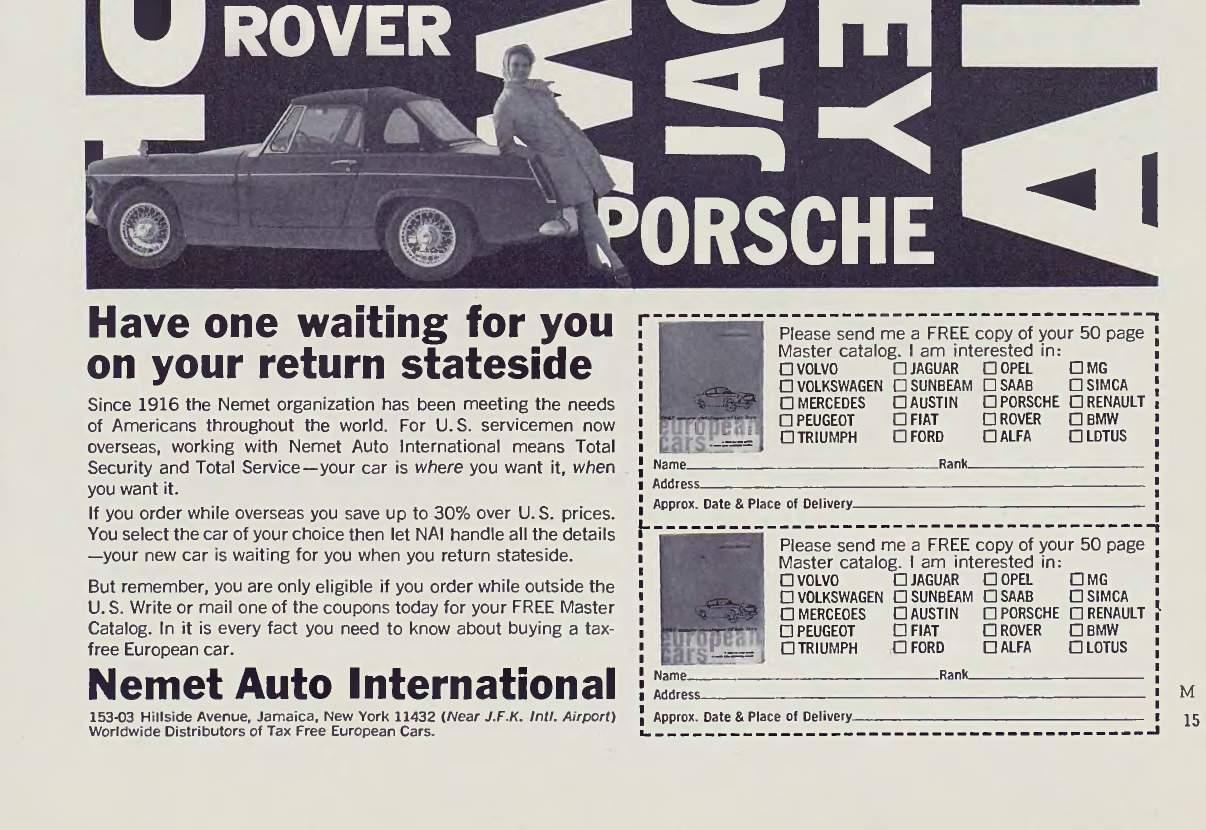 ROVER
JAG
EY
PORSCHE
Have one waiting for you
on your return stateside
Since 1916 the Nemet organization has been meeting the needs
of Americans throughout the world. For U.S. servicemen now
overseas, working with Nemet Auto International means Total
Security and Total Service—your car is where you want it, when
you want it.
If you order while overseas you save up to 30% over U.S. prices.
You select the car of your choice then let NAI handle all the details
—your new car is waiting for you when you return stateside.
But remember, you are only eligible if you order while outside the
U.S. Write or mail one of the coupons today for your FREE Master
Catalog. In it is every fact you need to know about buying a tax-
free European car.
Nemet Auto International
153-03 Hillside Avenue, Jamaica, New York 11432 (Near J.F.K. Intl. Airport)
Worldwide Distributors of Tax Free European Cars.
european
cars
Please send me a FREE copy of your 50 page
Master catalog. I am interested in:
VOLVO JAGUAR OPEL MG
VOLKSWAGEN SUNBEAM SAAB SIMCA
MERCEDES AUSTIN PORSCHE RENAULT
PEUGEOT FIAT ROVER BMW
TRIUMPH FORD ALFA LDTUS
Name Rank
Address
Approx. Date & Place of Delivery
european
cars
Please send me a FREE copy of your 50 page
Master catalog. I am interested in:
VOLVO JAGUAR OPEL MG
VOLKSWAGEN SUNBEAM SAAB SIMCA
MERCEOES AUSTIN PORSCHE RENAULT
PEUGEOT FIAT ROVER BMW
TRIUMPH FORD ALFA LOTUS
Name Rank
Address
Approx. Date & Place of Delivery
M
15